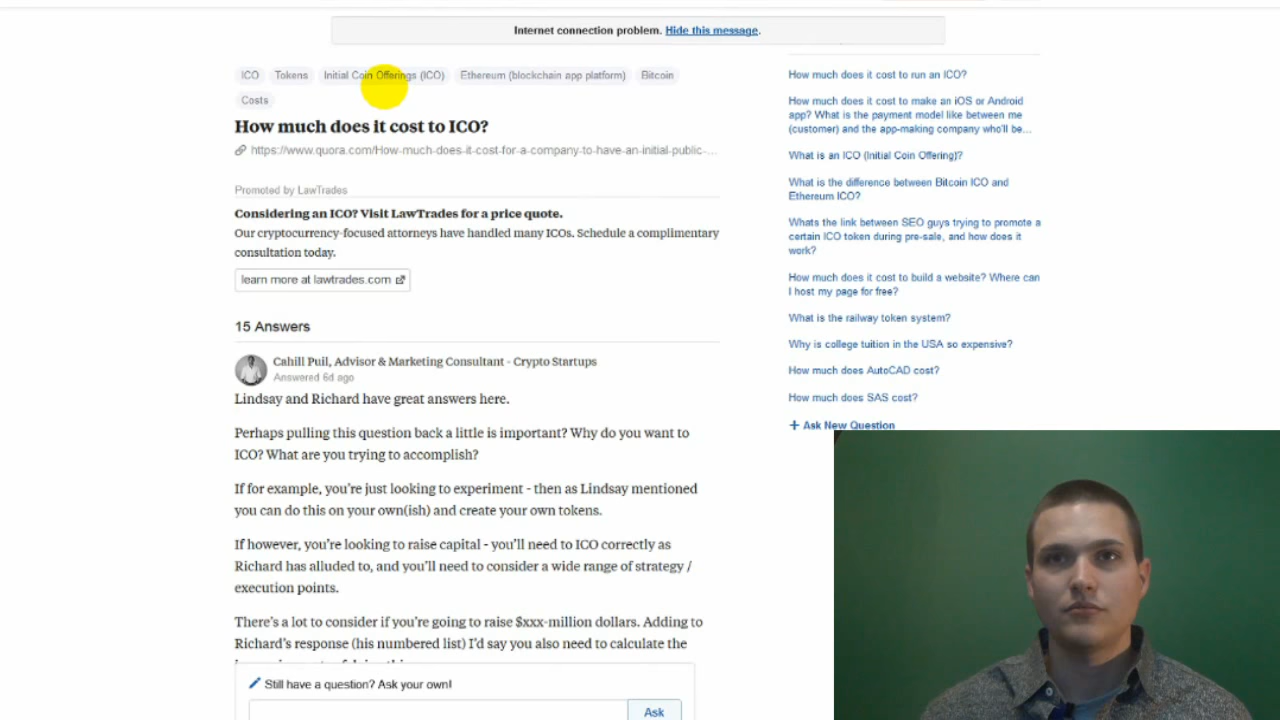 Internet connection problem. Hide this message.
ICO Tokens Initial Coin Offerings (ICO) Ethereum (blockchain app platform) Bitcoin
Costs
How much does it cost to ICO?
https://www.quora.com/How-much-does-it-cost-for-a-company-to-have-an-initial-public-...
Promoted by LawTrades
Considering an ICO? Visit LawTrades for a price quote.
Our cryptocurrency-focused attorneys have handled many ICOs. Schedule a complimentary
consultation today.
learn more at lawtrades.com
15 Answers
Cahill Puil, Advisor & Marketing Consultant - Crypto Startups
Answered 6d ago
Lindsay and Richard have great answers here.
Perhaps pulling this question back a little is important? Why do you want to
ICO? What are you trying to accomplish?
If for example, you're just looking to experiment - then as Lindsay mentioned
you can do this on your own(ish) and create your own tokens.
If however, you're looking to raise capital - you'll need to ICO correctly as
Richard has alluded to, and you'll need to consider a wide range of strategy /
execution points.
There's a lot to consider if you're going to raise $xxx-million dollars. Adding to
Richard's response (his numbered list) I'd say you also need to calculate the
Still have a question? Ask your own!
Ask
How much does it cost to run an ICO?
How much does it cost to make an iOS or Android
app? What is the payment model like between me
(customer) and the app-making company who'll be...
What is an ICO (Initial Coin Offering)?
What is the difference between Bitcoin ICO and
Ethereum ICO?
Whats the link between SEO guys trying to promote a
certain ICO token during pre-sale, and how does it
work?
How much does it cost to build a website? Where can
I host my page for free?
What is the railway token system?
Why is college tuition in the USA so expensive?
How much does AutoCAD cost?
How much does SAS cost?
+ Ask New Question